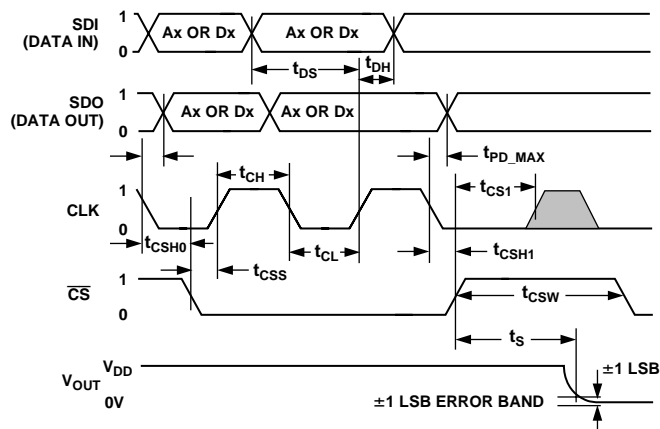 SDI
(DATA IN)
1
0
Ax OR Dx
Ax OR Dx
tDS
tDH
SDO
(DATA OUT)
1
0
Ax OR Dx
Ax OR Dx
tPD_MAX
tCH
tCS1
CLK
1
0
tCSH0
tCL
tCSH1
tCSS
CS
1
0
tCSW
tS
VOUT
VDD
0V
±1 LSB
±1 LSB ERROR BAND